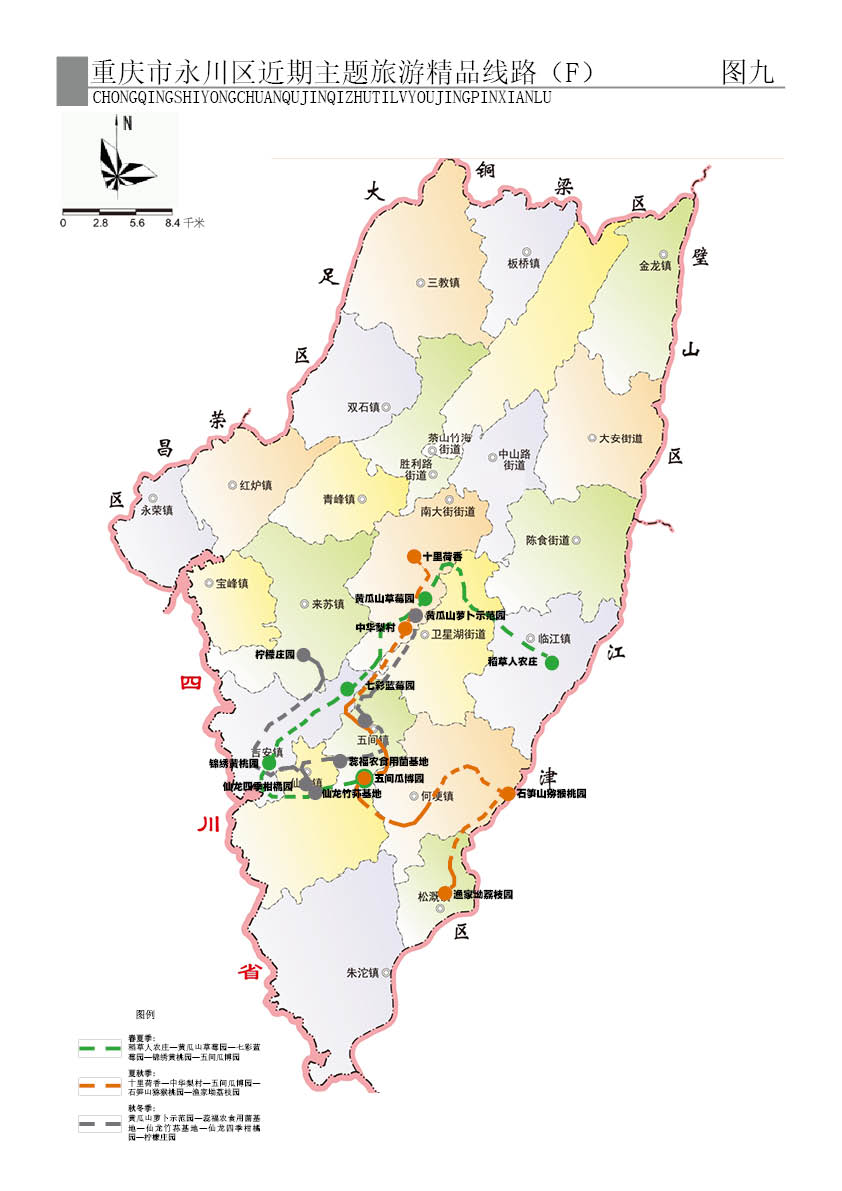 重庆市永川区近期主题旅游精品线路（F）
图九
CHONGQINGSHIYONGCHUANQUJINQIZHUTILVYOUJINGPINXIANLU
N
0 2.8 5.6 8.4 千米
大
足
区
铜
梁
区
璧
山
区
荣
昌
区
江
津
区
四
川
省
板桥镇
金龙镇
三教镇
双石镇
茶山竹海
街道
大安街道
中山路
街道
胜利路
街道
红炉镇
青峰镇
永荣镇
南大街街道
陈食街道
十里荷香
宝峰镇
来苏镇
黄瓜山草莓园
黄瓜山萝卜示范园
中华梨村
卫星湖街道
临江镇
柠檬庄园
稻草人农庄
七彩蓝莓园
五间镇
吉安镇
锦绣黄桃园
蕊福农食用菌基地
五间瓜博园
仙龙四季柑橘园
仙
镇
仙龙竹荪基地
何埂镇
石笋山猕猴桃园
松溉
渔家坳荔枝园
朱沱镇
图例
春夏季：
稻草人农庄—黄瓜山草莓园—七彩蓝
莓园—锦绣黄桃园—五间瓜博园
夏秋季：
十里荷香—中华梨村—五间瓜博园—
石笋山猕猴桃园—渔家坳荔枝园
秋冬季：
黄瓜山萝卜示范园—蕊福农食用菌基
地—仙龙竹荪基地—仙龙四季柑橘
园—柠檬庄园